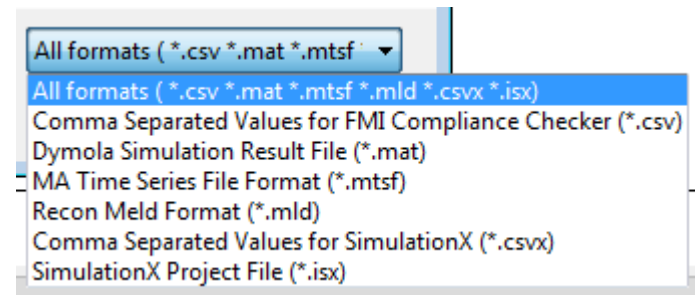 All formats ( *.csv *.mat *.mtsf
All formats ( *.csv *.mat *.mtsf *.mld *.csvx *.isx)
Comma Separated Values for FMI Compliance Checker (*.csv)
Dymola Simulation Result File (*.mat)
MA Time Series File Format (*.mtsf)
Recon Meld Format (*.mld)
Comma Separated Values for SimulationX (*.csvx)
SimulationX Project File (*.isx)